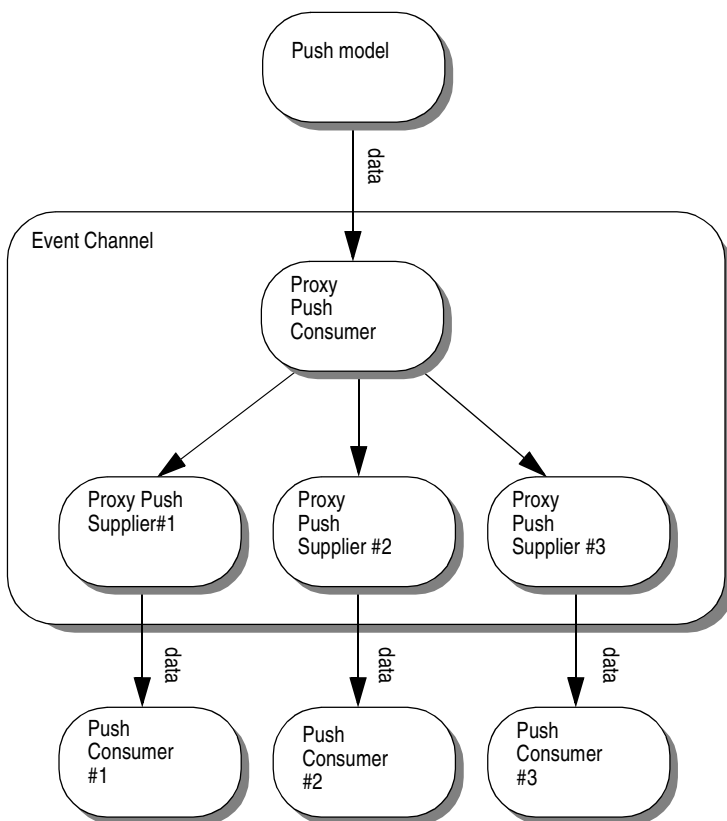 Push model
data
Event Channel
Proxy
Push
Consumer
Proxy Push
Supplier#1
Proxy
Push
Supplier #2
Proxy
Push
Supplier #3
data
data
data
Push
Consumer
#1
Push
Consumer
#2
Push
Consumer
#3